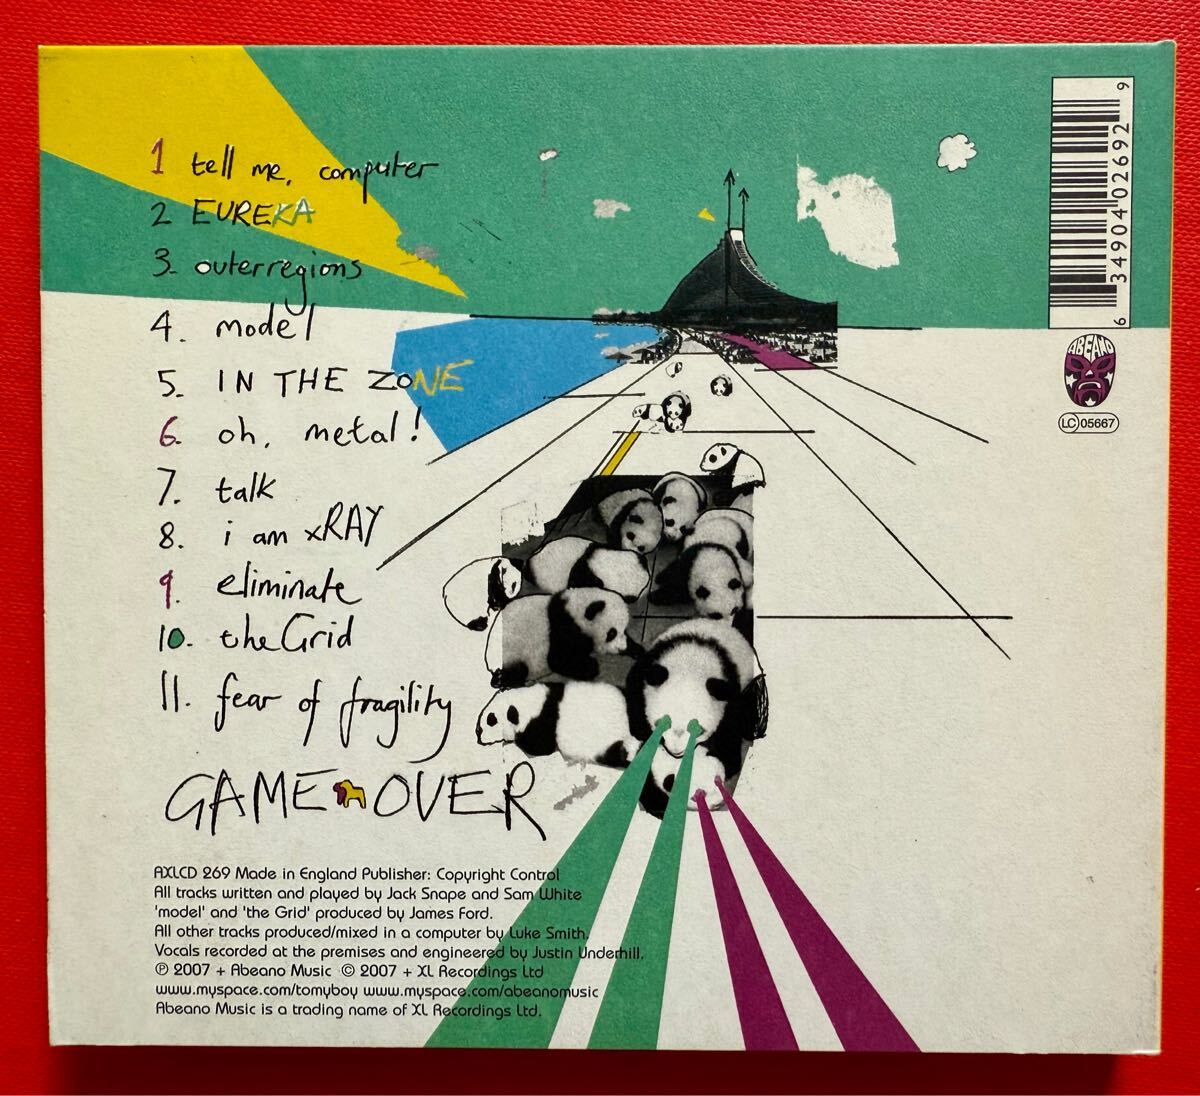 1 tell me, computer
2 EUREKA
3. outerregions
4. model
5. IN THE ZONE
6. oh, metal!
7. talk
8. i am xRAY
9. eliminate
10. the Grid
11. fear of fragility
GAME OVER
AXLCD 269 Made in England Publisher: Copyright Control
All tracks written and played by Jack Snape and Sam White
'model' and 'the Grid' produced by James Ford.
All other tracks produced/mixed in a computer by Luke Smith.
Vocals recorded at the premises and engineered by Justin Underhill.
℗ 2007 + Abeano Music © 2007 + XL Recordings Ltd
www.myspace.com/tomyboy www.myspace.com/abeanomusic
Abeano Music is a trading name of XL Recordings Ltd.
6 34904 02692 9
ABEANO
LC 05667